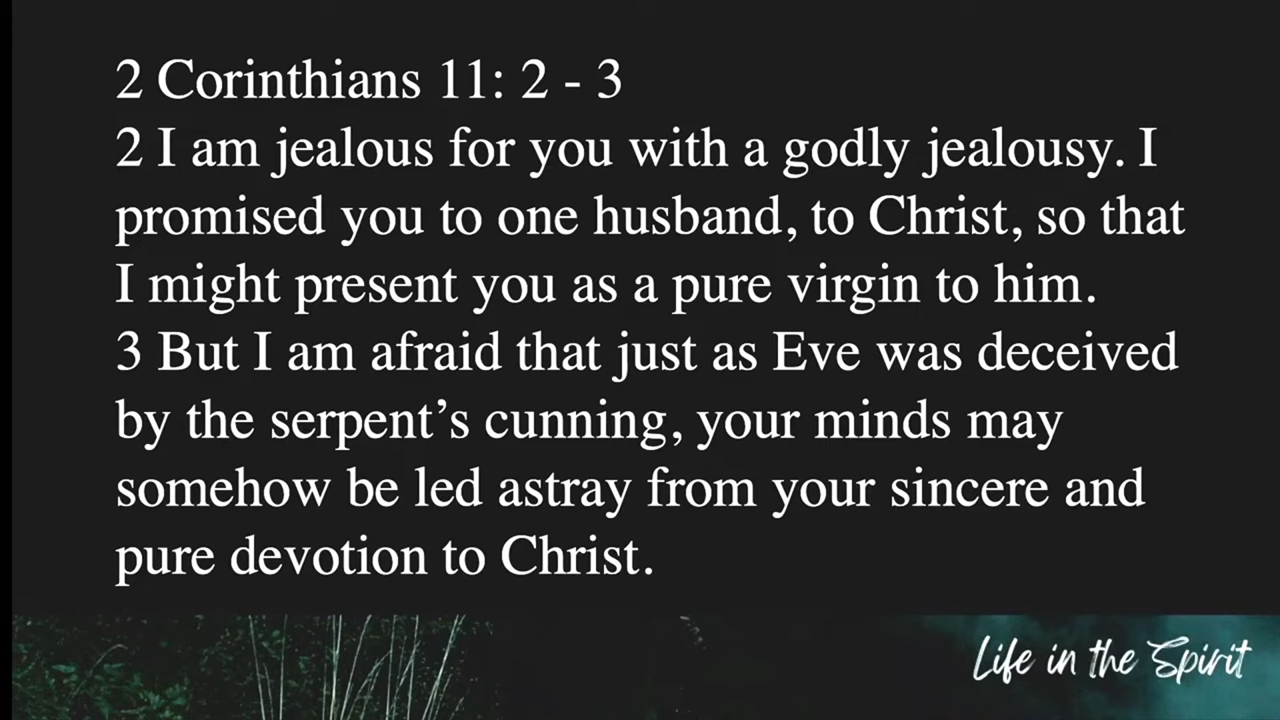 2 Corinthians 11: 2 - 3
2 I am jealous for you with a godly jealousy. I
promised you to one husband, to Christ, so that
I might present you as a pure virgin to him.
3 But I am afraid that just as Eve was deceived
by the serpent’s cunning, your minds may
somehow be led astray from your sincere and
pure devotion to Christ.
Life in the Spirit